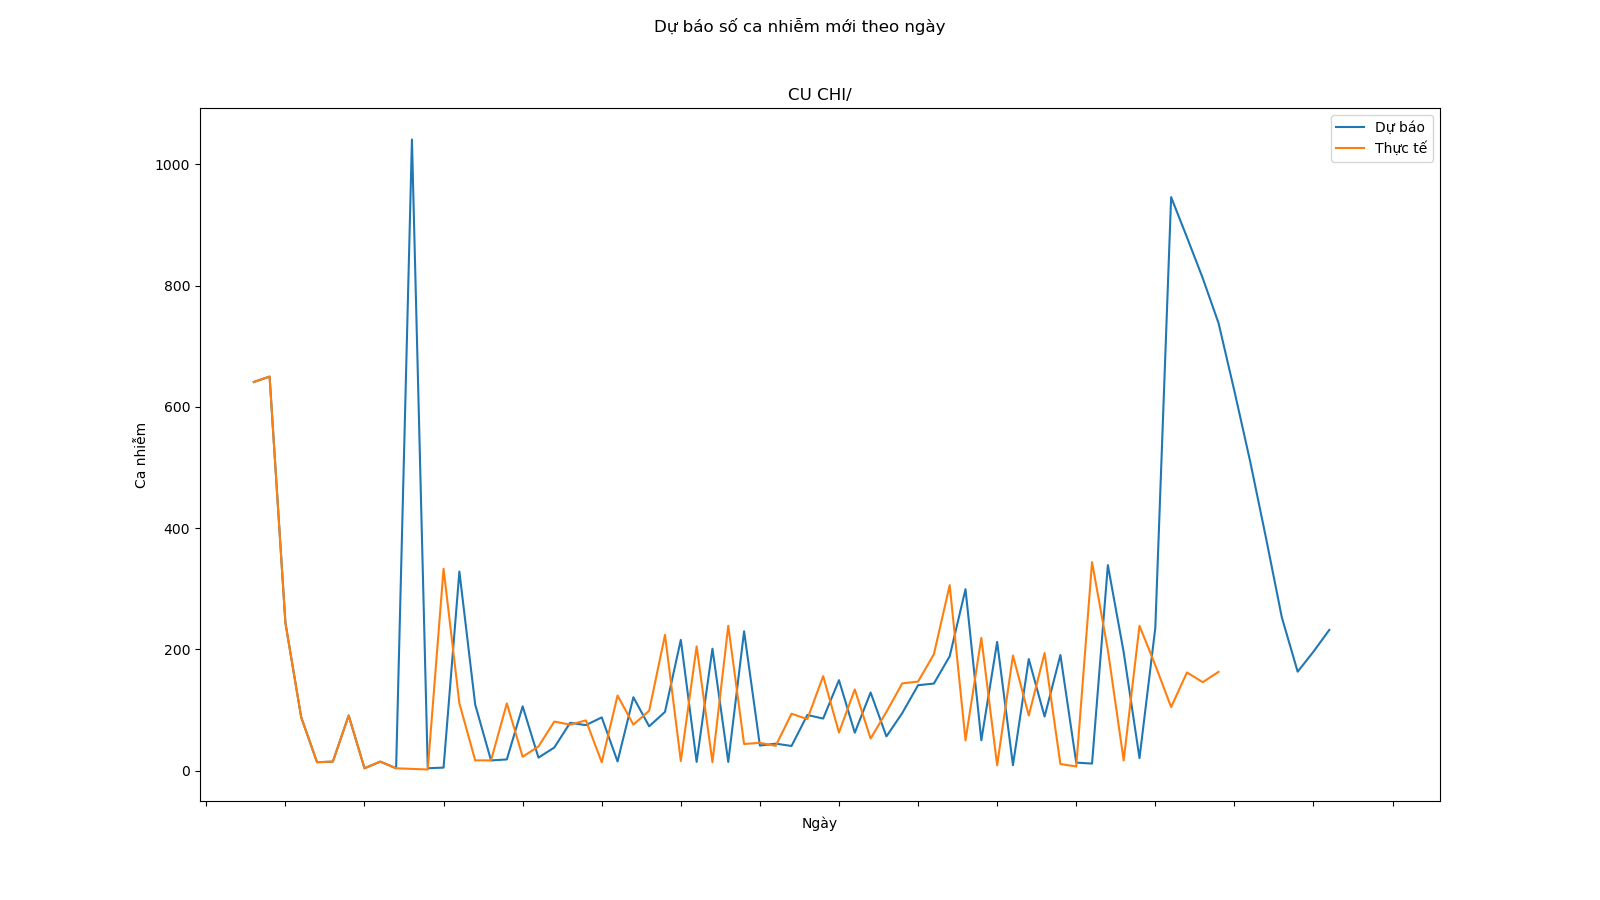 Dự báo số ca nhiễm mới theo ngày
CU CHI/
Dự báo
Thực tế
1000
800
600
400
200
0
Ca nhiễm
Ngày